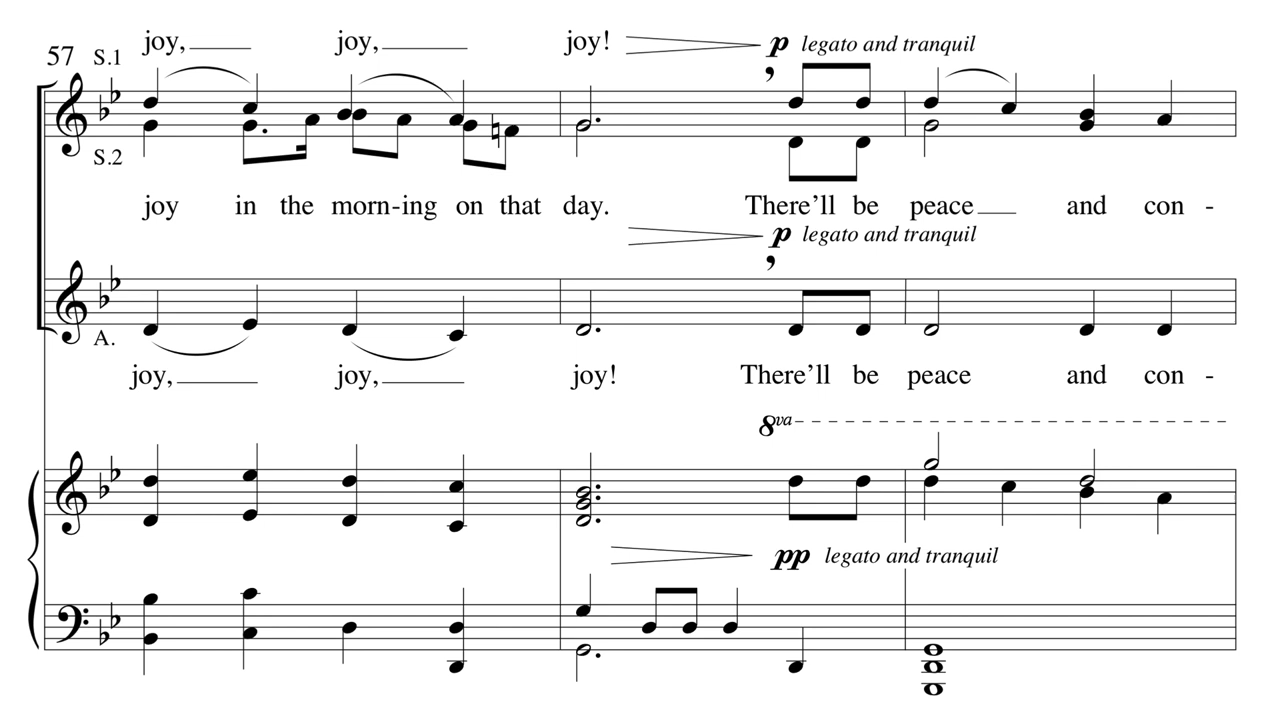 joy, joy, joy! p legato and tranquil
57 S.1
S.2
joy in the morn-ing on that day. There’ll be peace and con -
p legato and tranquil
A.
joy, joy, joy! There’ll be peace and con -
8va
pp legato and tranquil